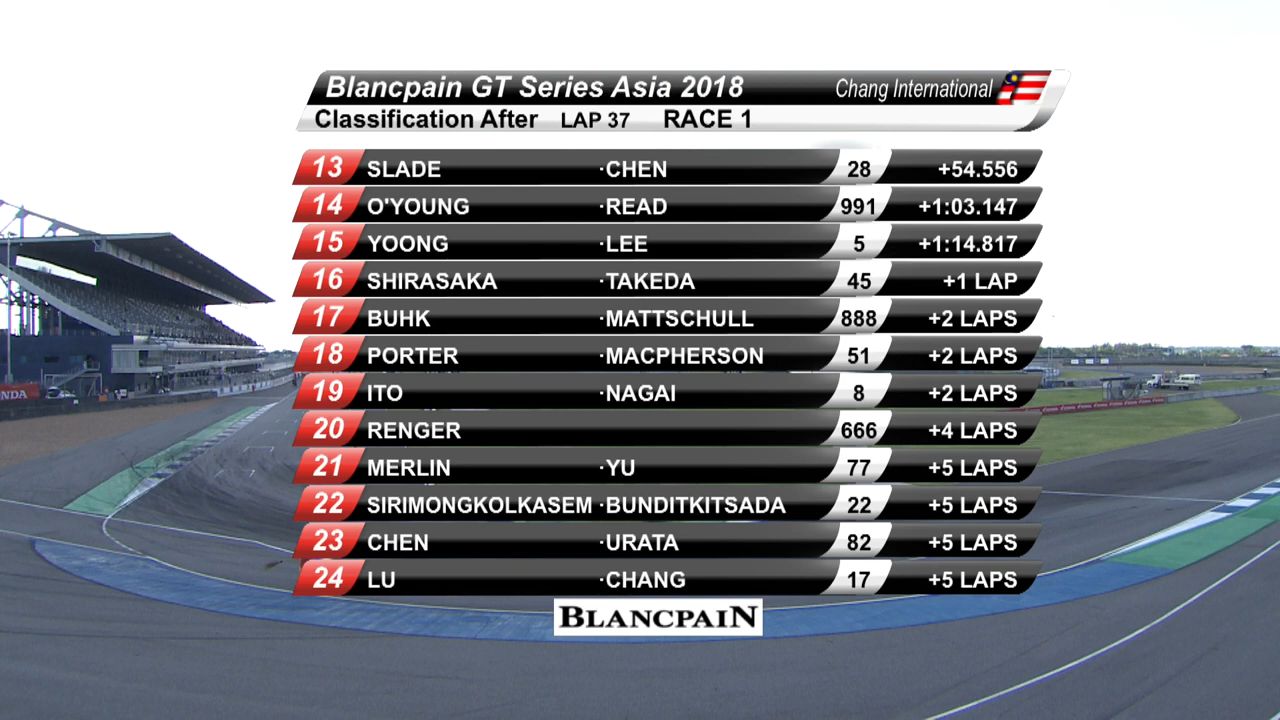 Blancpain GT Series Asia 2018 Chang International
Classification After LAP 37 RACE 1
13 SLADE ·CHEN 28 +54.556
14 O'YOUNG ·READ 991 +1:03.147
15 YOONG ·LEE 5 +1:14.817
16 SHIRASAKA ·TAKEDA 45 +1 LAP
17 BUHK ·MATTSCHULL 888 +2 LAPS
18 PORTER ·MACPHERSON 51 +2 LAPS
19 ITO ·NAGAI 8 +2 LAPS
NDA
20 RENGER 666 +4 LAPS
21 MERLIN ·YU 77 +5 LAPS
22 SIRIMONGKOLKASEM ·BUNDITKITSADA 22 +5 LAPS
23 CHEN ·URATA 82 +5 LAPS
24 LU ·CHANG 17 +5 LAPS
BLANCPAIN